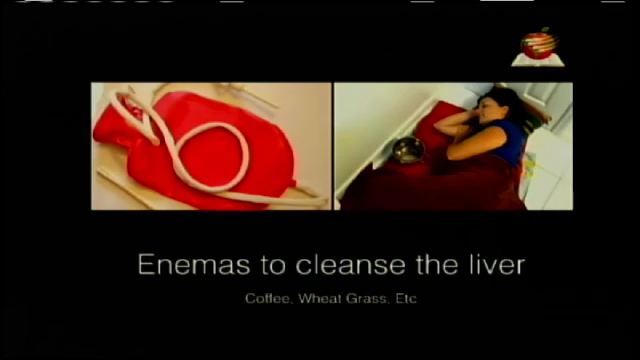 Enemas to cleanse the liver
Coffee, Wheat Grass, Etc